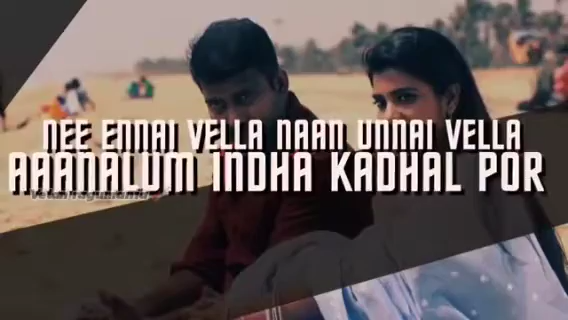 NEE ENNAI VELLA NAAN UNNAI VELLA
AAANALUM INDHA KADHAL POR